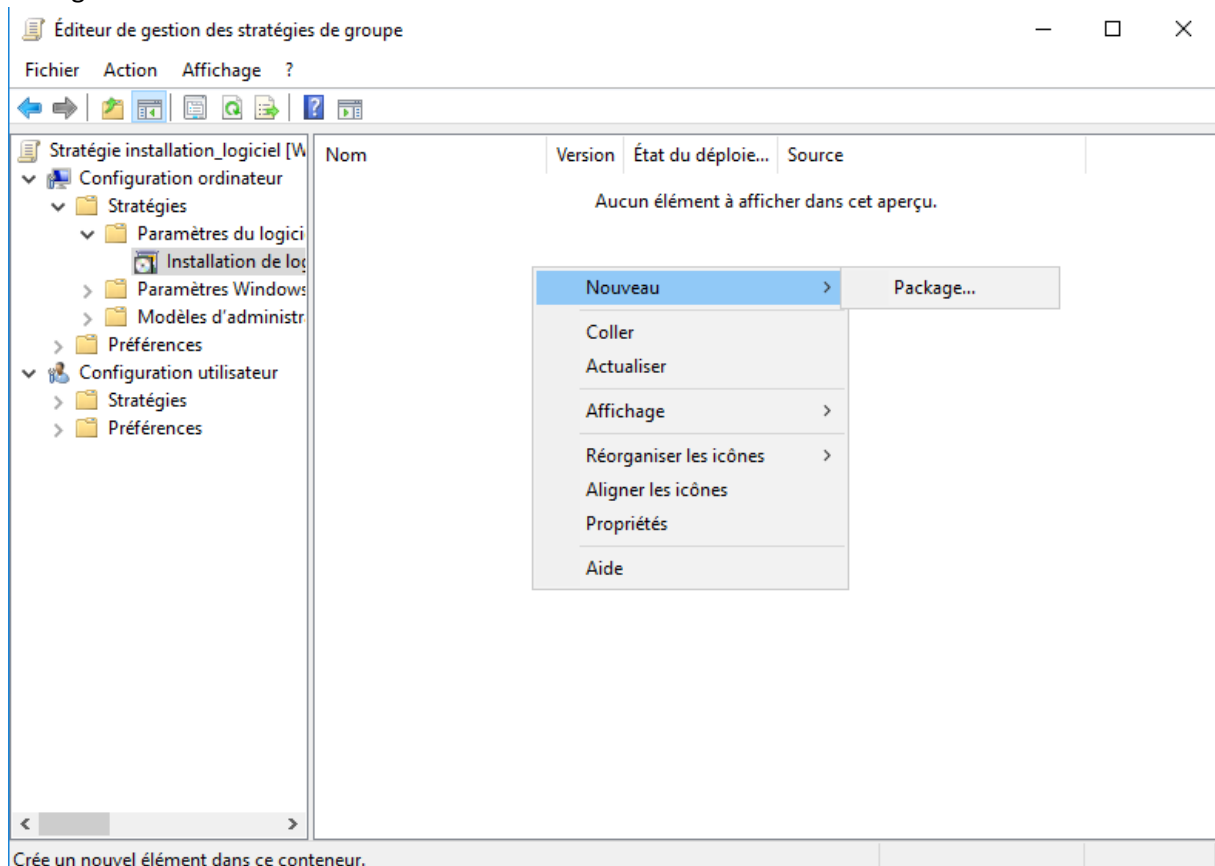 Éditeur de gestion des stratégies de groupe
Fichier Action Affichage ?
Stratégie installation_logiciel [W
Configuration ordinateur
Stratégies
Paramètres du logici
Installation de log
Paramètres Windows
Modèles d'administr
Préférences
Configuration utilisateur
Stratégies
Préférences
Nom Version État du déploie... Source
Aucun élément à afficher dans cet aperçu.
Nouveau > Package...
Coller
Actualiser
Affichage >
Réorganiser les icônes >
Aligner les icônes
Propriétés
Aide
Crée un nouvel élément dans ce conteneur.